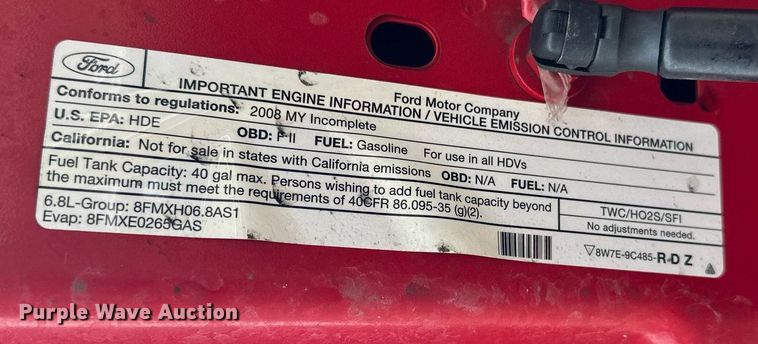 Ford
Ford Motor Company
IMPORTANT ENGINE INFORMATION / VEHICLE EMISSION CONTROL INFORMATION
Conforms to regulations: 2008 MY Incomplete
U.S. EPA: HDE OBD: F-II FUEL: Gasoline For use in all HDVs
California: Not for sale in states with California emissions OBD: N/A FUEL: N/A
Fuel Tank Capacity: 40 gal max. Persons wishing to add fuel tank capacity beyond
the maximum must meet the requirements of 40CFR 86.095-35 (g)(2).
TWC/HO2S/SFI
No adjustments needed.
6.8L-Group: 8FMXH06.8AS1
Evap: 8FMXE0265GAS
8W7E-9C485-RDZ
Purple Wave Auction